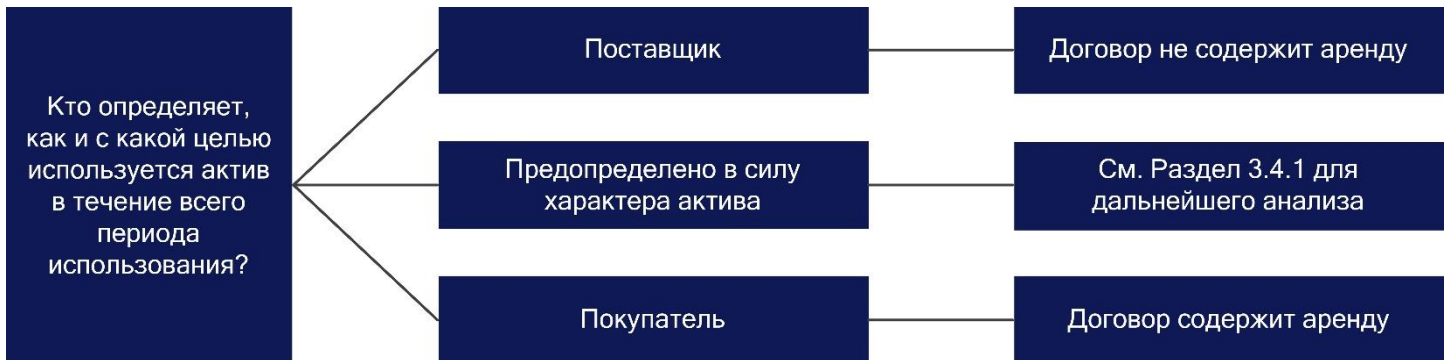 Кто определяет,
как и с какой целью
используется актив
в течение всего
периода
использования?
Поставщик
Договор не содержит аренду
Предопределено в силу
характера актива
См. Раздел 3.4.1 для
дальнейшего анализа
Покупатель
Договор содержит аренду